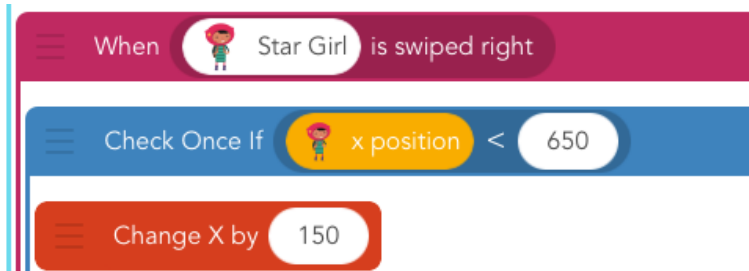 When Star Girl is swiped right
Check Once If x position < 650
Change X by 150